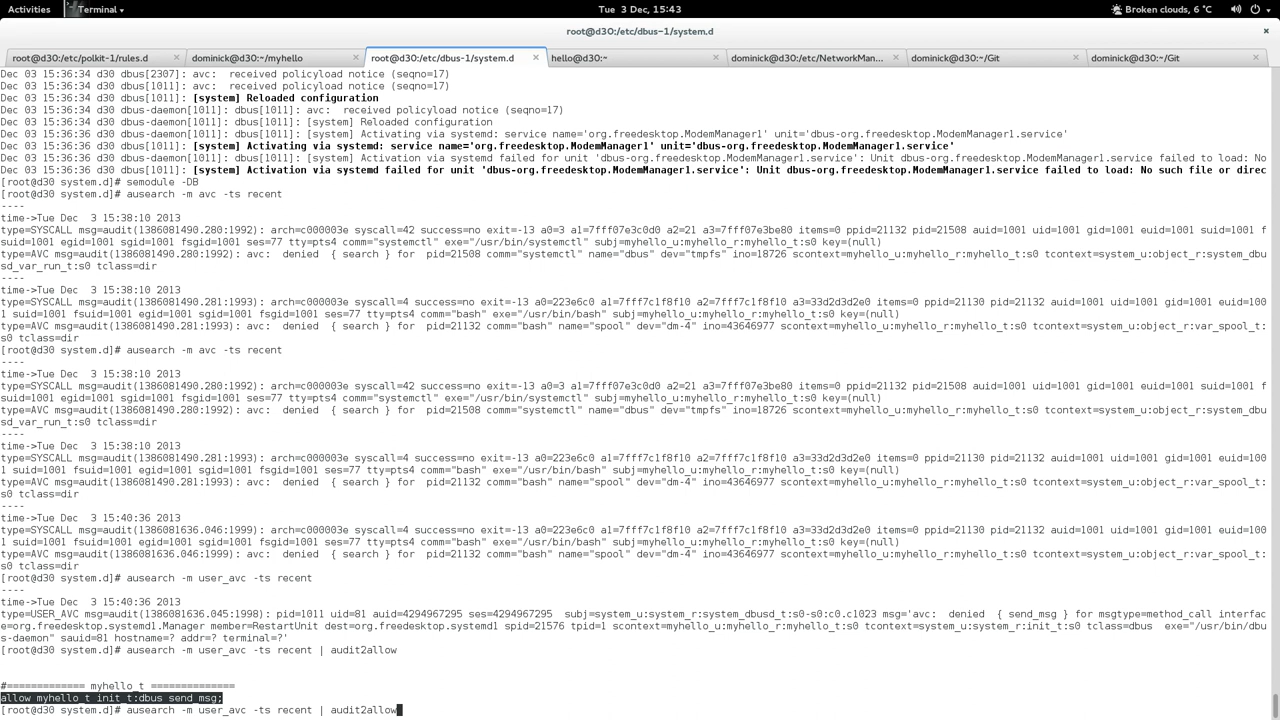 Activities Terminal Tue 3 Dec, 15:43 Broken clouds, 6 °C
root@d30:/etc/dbus-1/system.d
root@d30:/etc/polkit-1/rules.d dominick@d30:~/myhello root@d30:/etc/dbus-1/system.d hello@d30:~ dominick@d30:/etc/NetworkMan... dominick@d30:~/Git dominick@d30:~/Git
Dec 03 15:36:34 d30 dbus[2307]: avc:  received policyload notice (seqno=17)
Dec 03 15:36:34 d30 dbus[1011]: avc:  received policyload notice (seqno=17)
Dec 03 15:36:34 d30 dbus[1011]: [system] Reloaded configuration
Dec 03 15:36:34 d30 dbus-daemon[1011]: dbus[1011]: avc:  received policyload notice (seqno=17)
Dec 03 15:36:34 d30 dbus-daemon[1011]: dbus[1011]: [system] Reloaded configuration
Dec 03 15:36:36 d30 dbus-daemon[1011]: dbus[1011]: [system] Activating via systemd: service name='org.freedesktop.ModemManager1' unit='dbus-org.freedesktop.ModemManager1.service'
Dec 03 15:36:36 d30 dbus[1011]: [system] Activating via systemd: service name='org.freedesktop.ModemManager1' unit='dbus-org.freedesktop.ModemManager1.service'
Dec 03 15:36:36 d30 dbus-daemon[1011]: dbus[1011]: [system] Activation via systemd failed for unit 'dbus-org.freedesktop.ModemManager1.service': Unit dbus-org.freedesktop.ModemManager1.service failed to load: No
Dec 03 15:36:36 d30 dbus[1011]: [system] Activation via systemd failed for unit 'dbus-org.freedesktop.ModemManager1.service': Unit dbus-org.freedesktop.ModemManager1.service failed to load: No such file or direc
[root@d30 system.d]# semodule -DB
[root@d30 system.d]# ausearch -m avc -ts recent
----
time->Tue Dec  3 15:38:10 2013
type=SYSCALL msg=audit(1386081490.280:1992): arch=c000003e syscall=42 success=no exit=-13 a0=3 a1=7fff07e3c0d0 a2=21 a3=7fff07e3be80 items=0 ppid=21132 pid=21508 auid=1001 uid=1001 gid=1001 euid=1001 suid=1001 f
suid=1001 egid=1001 sgid=1001 fsgid=1001 ses=77 tty=pts4 comm="systemctl" exe="/usr/bin/systemctl" subj=myhello_u:myhello_r:myhello_t:s0 key=(null)
type=AVC msg=audit(1386081490.280:1992): avc:  denied  { search } for  pid=21508 comm="systemctl" name="dbus" dev="tmpfs" ino=18726 scontext=myhello_u:myhello_r:myhello_t:s0 tcontext=system_u:object_r:system_dbu
sd_var_run_t:s0 tclass=dir
----
time->Tue Dec  3 15:38:10 2013
type=SYSCALL msg=audit(1386081490.281:1993): arch=c000003e syscall=4 success=no exit=-13 a0=223e6c0 a1=7fff7c1f8f10 a2=7fff7c1f8f10 a3=33d2d3d2e0 items=0 ppid=21130 pid=21132 auid=1001 uid=1001 gid=1001 euid=100
1 suid=1001 fsuid=1001 egid=1001 sgid=1001 fsgid=1001 ses=77 tty=pts4 comm="bash" exe="/usr/bin/bash" subj=myhello_u:myhello_r:myhello_t:s0 key=(null)
type=AVC msg=audit(1386081490.281:1993): avc:  denied  { search } for  pid=21132 comm="bash" name="spool" dev="dm-4" ino=43646977 scontext=myhello_u:myhello_r:myhello_t:s0 tcontext=system_u:object_r:var_spool_t:
s0 tclass=dir
[root@d30 system.d]# ausearch -m avc -ts recent
----
time->Tue Dec  3 15:38:10 2013
type=SYSCALL msg=audit(1386081490.280:1992): arch=c000003e syscall=42 success=no exit=-13 a0=3 a1=7fff07e3c0d0 a2=21 a3=7fff07e3be80 items=0 ppid=21132 pid=21508 auid=1001 uid=1001 gid=1001 euid=1001 suid=1001 f
suid=1001 egid=1001 sgid=1001 fsgid=1001 ses=77 tty=pts4 comm="systemctl" exe="/usr/bin/systemctl" subj=myhello_u:myhello_r:myhello_t:s0 key=(null)
type=AVC msg=audit(1386081490.280:1992): avc:  denied  { search } for  pid=21508 comm="systemctl" name="dbus" dev="tmpfs" ino=18726 scontext=myhello_u:myhello_r:myhello_t:s0 tcontext=system_u:object_r:system_dbu
sd_var_run_t:s0 tclass=dir
----
time->Tue Dec  3 15:38:10 2013
type=SYSCALL msg=audit(1386081490.281:1993): arch=c000003e syscall=4 success=no exit=-13 a0=223e6c0 a1=7fff7c1f8f10 a2=7fff7c1f8f10 a3=33d2d3d2e0 items=0 ppid=21130 pid=21132 auid=1001 uid=1001 gid=1001 euid=100
1 suid=1001 fsuid=1001 egid=1001 sgid=1001 fsgid=1001 ses=77 tty=pts4 comm="bash" exe="/usr/bin/bash" subj=myhello_u:myhello_r:myhello_t:s0 key=(null)
type=AVC msg=audit(1386081490.281:1993): avc:  denied  { search } for  pid=21132 comm="bash" name="spool" dev="dm-4" ino=43646977 scontext=myhello_u:myhello_r:myhello_t:s0 tcontext=system_u:object_r:var_spool_t:
s0 tclass=dir
----
time->Tue Dec  3 15:40:36 2013
type=SYSCALL msg=audit(1386081636.046:1999): arch=c000003e syscall=4 success=no exit=-13 a0=223e6c0 a1=7fff7c1f8f10 a2=7fff7c1f8f10 a3=33d2d3d2e0 items=0 ppid=21130 pid=21132 auid=1001 uid=1001 gid=1001 euid=100
1 suid=1001 fsuid=1001 egid=1001 sgid=1001 fsgid=1001 ses=77 tty=pts4 comm="bash" exe="/usr/bin/bash" subj=myhello_u:myhello_r:myhello_t:s0 key=(null)
type=AVC msg=audit(1386081636.046:1999): avc:  denied  { search } for  pid=21132 comm="bash" name="spool" dev="dm-4" ino=43646977 scontext=myhello_u:myhello_r:myhello_t:s0 tcontext=system_u:object_r:var_spool_t:
s0 tclass=dir
[root@d30 system.d]# ausearch -m user_avc -ts recent
----
time->Tue Dec  3 15:40:36 2013
type=USER_AVC msg=audit(1386081636.045:1998): pid=1011 uid=81 auid=4294967295 ses=4294967295  subj=system_u:system_r:system_dbusd_t:s0-s0:c0.c1023 msg='avc:  denied  { send_msg } for msgtype=method_call interfac
e=org.freedesktop.systemd1.Manager member=RestartUnit dest=org.freedesktop.systemd1 spid=21576 tpid=1 scontext=myhello_u:myhello_r:myhello_t:s0 tcontext=system_u:system_r:init_t:s0 tclass=dbus  exe="/usr/bin/dbu
s-daemon" sauid=81 hostname=? addr=? terminal=?'
[root@d30 system.d]# ausearch -m user_avc -ts recent | audit2allow
#============= myhello_t ==============
allow myhello_t init_t:dbus send_msg;
[root@d30 system.d]# ausearch -m user_avc -ts recent | audit2allow